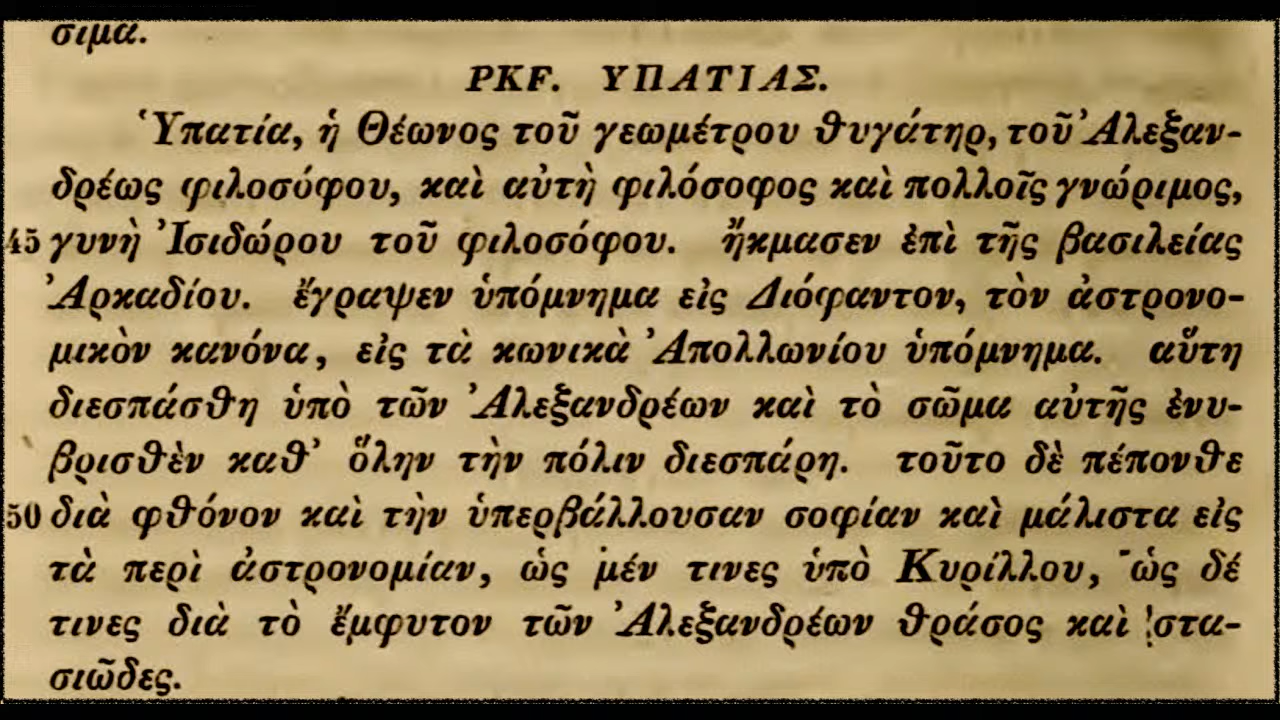 σιμα.
ΡΚϜ. ΥΠΑΤΙΑΣ.
Ὑπατία, ἡ Θέωνος τοῦ γεωμέτρου θυγάτηρ, τοῦ Ἀλεξαν-
δρέως φιλοσόφου, καὶ αὐτὴ φιλόσοφος καὶ πολλοῖς γνώριμος,
45 γυνὴ Ἰσιδώρου τοῦ φιλοσόφου. ἤκμασεν ἐπὶ τῆς βασιλείας
Ἀρκαδίου. ἔγραψεν ὑπόμνημα εἰς Διόφαντον, τὸν ἀστρονο-
μικὸν κανόνα, εἰς τὰ κωνικὰ Ἀπολλωνίου ὑπόμνημα. αὕτη
διεσπάσθη ὑπὸ τῶν Ἀλεξανδρέων καὶ τὸ σῶμα αὐτῆς ἐνυ-
βρισθὲν καθ’ ὅλην τὴν πόλιν διεσπάρη. τοῦτο δὲ πέπονθε
50 διὰ φθόνον καὶ τὴν ὑπερβάλλουσαν σοφίαν καὶ μάλιστα εἰς
τὰ περὶ ἀστρονομίαν, ὡς μέν τινες ὑπὸ Κυρίλλου, ὡς δέ
τινες διὰ τὸ ἔμφυτον τῶν Ἀλεξανδρέων θράσος καὶ στα-
σιῶδες.